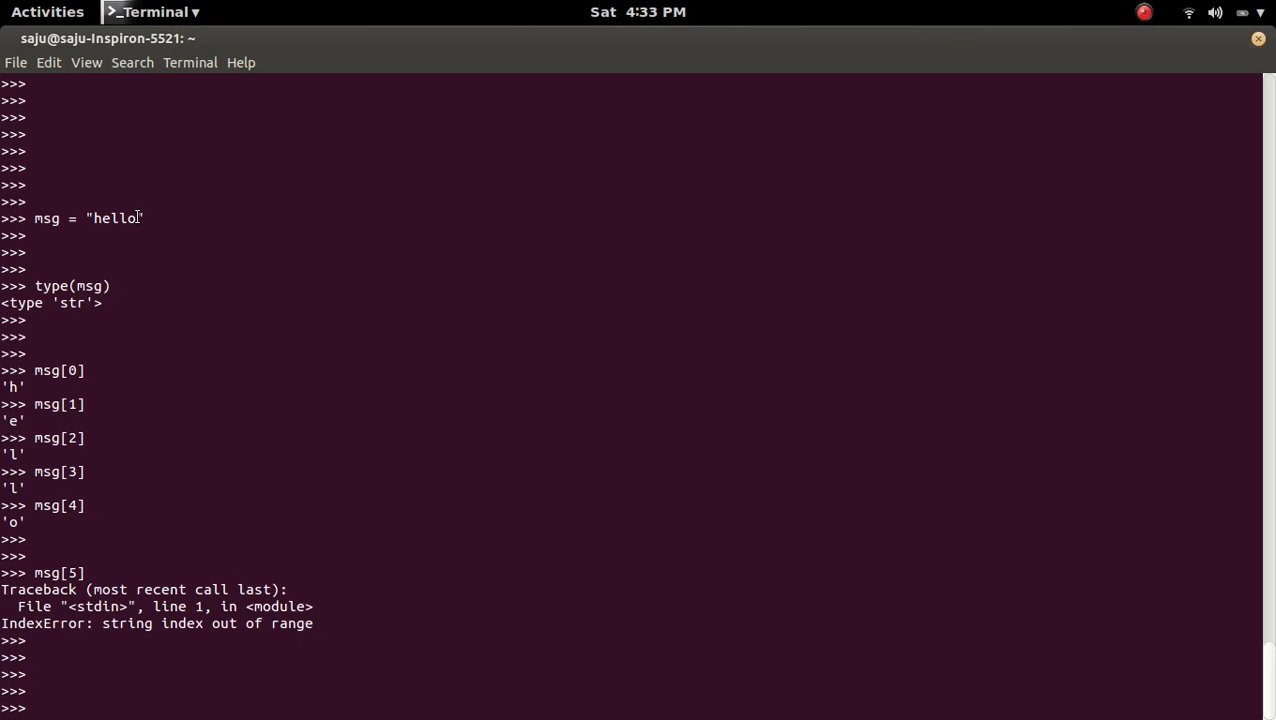 Activities >_Terminal ▾ Sat 4:33 PM ▾
saju@saju-Inspiron-5521: ~
File Edit View Search Terminal Help
>>>
>>>
>>>
>>>
>>>
>>>
>>>
>>>
>>> msg = "hello"
>>>
>>>
>>>
>>> type(msg)
<type 'str'>
>>>
>>>
>>>
>>> msg[0]
'h'
>>> msg[1]
'e'
>>> msg[2]
'l'
>>> msg[3]
'l'
>>> msg[4]
'o'
>>>
>>>
>>> msg[5]
Traceback (most recent call last):
  File "<stdin>", line 1, in <module>
IndexError: string index out of range
>>>
>>>
>>>
>>>
>>>